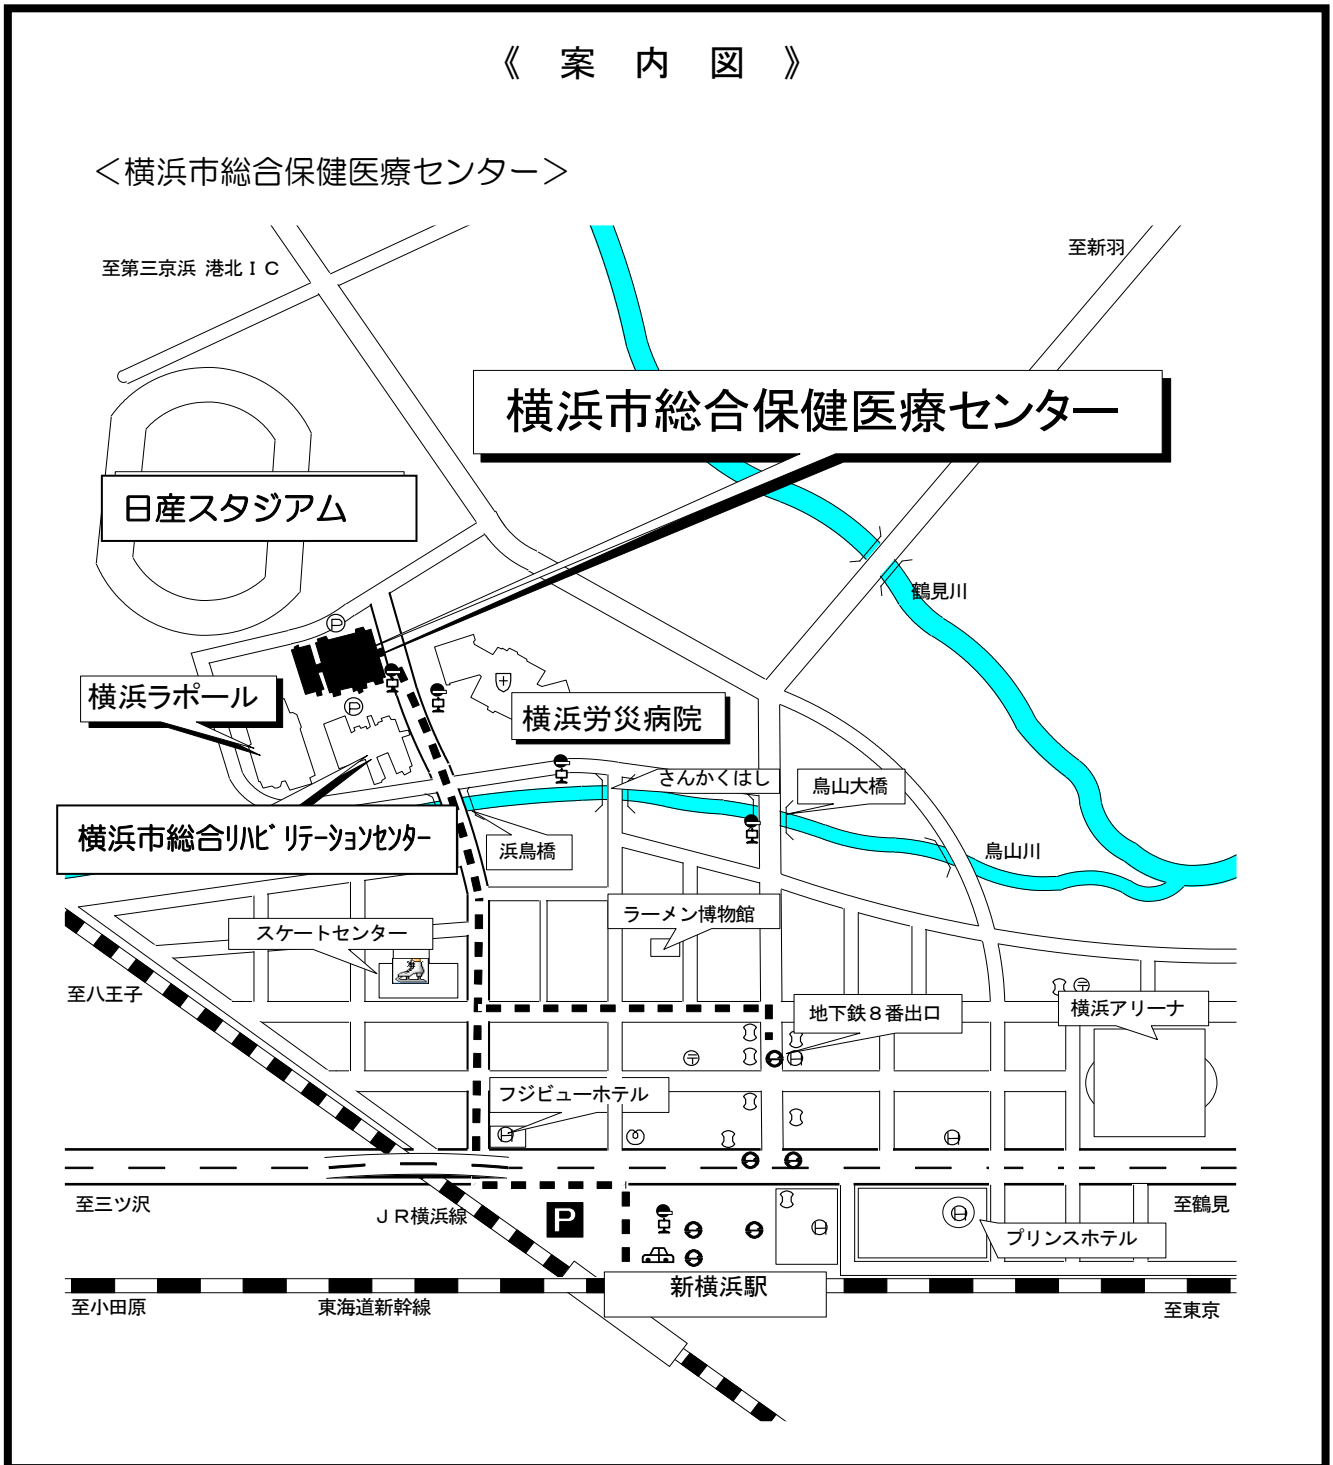 《 案 内 図 》
＜横浜市総合保健医療センター＞
至第三京浜 港北ＩＣ
至新羽
横浜市総合保健医療センター
日産スタジアム
鶴見川
横浜ラポール
横浜労災病院
さんかくはし
鳥山大橋
横浜市総合ﾘﾊﾋﾞﾘﾃｰｼｮﾝｾﾝﾀｰ
浜鳥橋
鳥山川
ラーメン博物館
スケートセンター
至八王子
地下鉄８番出口
横浜アリーナ
フジビューホテル
至三ツ沢
ＪＲ横浜線
P
至鶴見
プリンスホテル
新横浜駅
至小田原
東海道新幹線
至東京